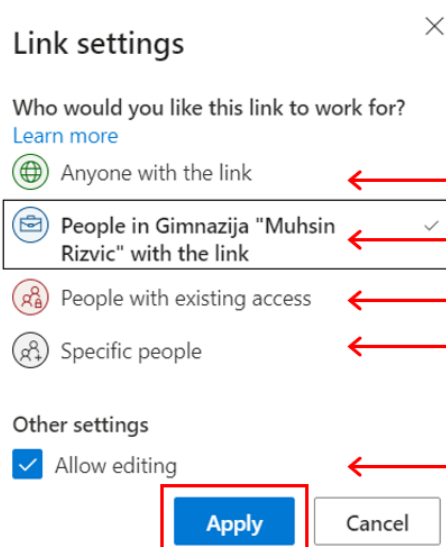 Link settings
Who would you like this link to work for?
Learn more
Anyone with the link
People in Gimnazija "Muhsin
Rizvic" with the link
People with existing access
Specific people
Other settings
Allow editing
Apply
Cancel